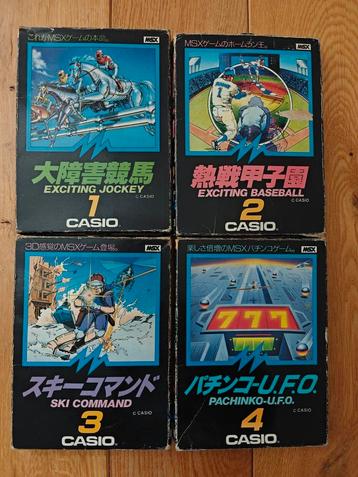 これがMSXゲームの本命。
MSX
大障害競馬
EXCITING JOCKEY
© CASIO
1
CASIO
MSXゲームのホームラン王。
MSX
熱戦甲子園
EXCITING BASEBALL
© CASIO
2
CASIO
3D感覚のMSXゲーム登場。
MSX
スキーコマンド
SKI COMMAND
© CASIO
3
CASIO
楽しさ倍増のMSXパチンコゲーム。
MSX
777
パチンコ-U.F.O.
PACHINKO-U.F.O.
© CASIO
4
CASIO